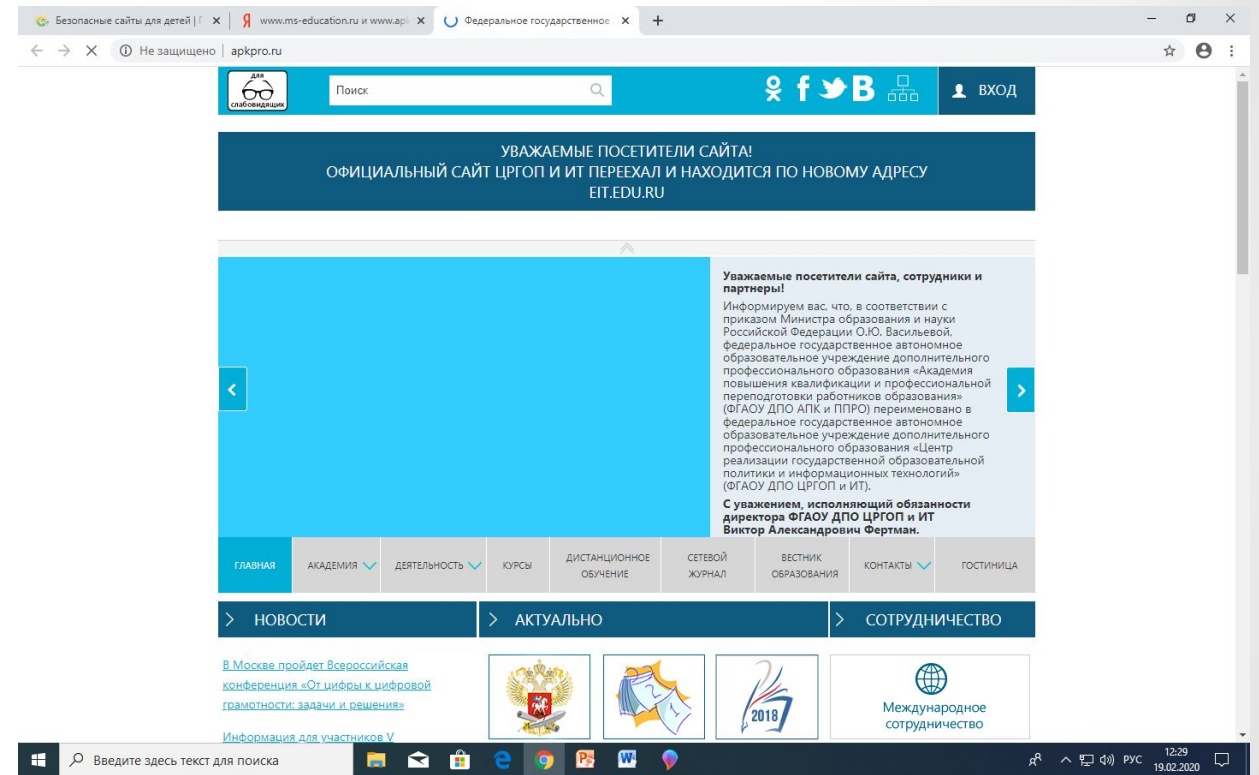 Безопасные сайты для детей | Г
www.ms-education.ru и www.apk
Федеральное государственное
Не защищено | apkpro.ru
для
слабовидящих
Поиск
ВХОД
УВАЖАЕМЫЕ ПОСЕТИТЕЛИ САЙТА!
ОФИЦИАЛЬНЫЙ САЙТ ЦРГОП И ИТ ПЕРЕЕХАЛ И НАХОДИТСЯ ПО НОВОМУ АДРЕСУ
EIT.EDU.RU
Уважаемые посетители сайта, сотрудники и
партнеры!
Информируем вас, что, в соответствии с
приказом Министра образования и науки
Российской Федерации О.Ю. Васильевой,
федеральное государственное автономное
образовательное учреждение дополнительного
профессионального образования «Академия
повышения квалификации и профессиональной
переподготовки работников образования»
(ФГАОУ ДПО АПК и ППРО) переименовано в
федеральное государственное автономное
образовательное учреждение дополнительного
профессионального образования «Центр
реализации государственной образовательной
политики и информационных технологий»
(ФГАОУ ДПО ЦРГОП и ИТ).
С уважением, исполняющий обязанности
директора ФГАОУ ДПО ЦРГОП и ИТ
Виктор Александрович Фертман.
ГЛАВНАЯ
АКАДЕМИЯ
ДЕЯТЕЛЬНОСТЬ
КУРСЫ
ДИСТАНЦИОННОЕ
ОБУЧЕНИЕ
СЕТЕВОЙ
ЖУРНАЛ
ВЕСТНИК
ОБРАЗОВАНИЯ
КОНТАКТЫ
ГОСТИНИЦА
НОВОСТИ
АКТУАЛЬНО
СОТРУДНИЧЕСТВО
В Москве пройдет Всероссийская
конференция «От цифры к цифровой
грамотности: задачи и решения»
Информация для участников V
2018
Международное
сотрудничество
Введите здесь текст для поиска
РУС
12:29
19.02.2020